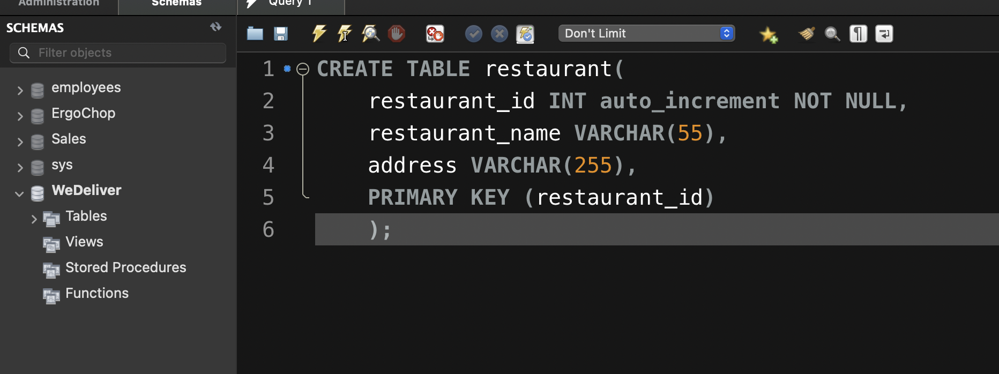 Administration
Schemas
Query 1
SCHEMAS
Filter objects
Don't Limit
employees
ErgoChop
Sales
sys
WeDeliver
Tables
Views
Stored Procedures
Functions
1 CREATE TABLE restaurant(
2 restaurant_id INT auto_increment NOT NULL,
3 restaurant_name VARCHAR(55),
4 address VARCHAR(255),
5 PRIMARY KEY (restaurant_id)
6 );